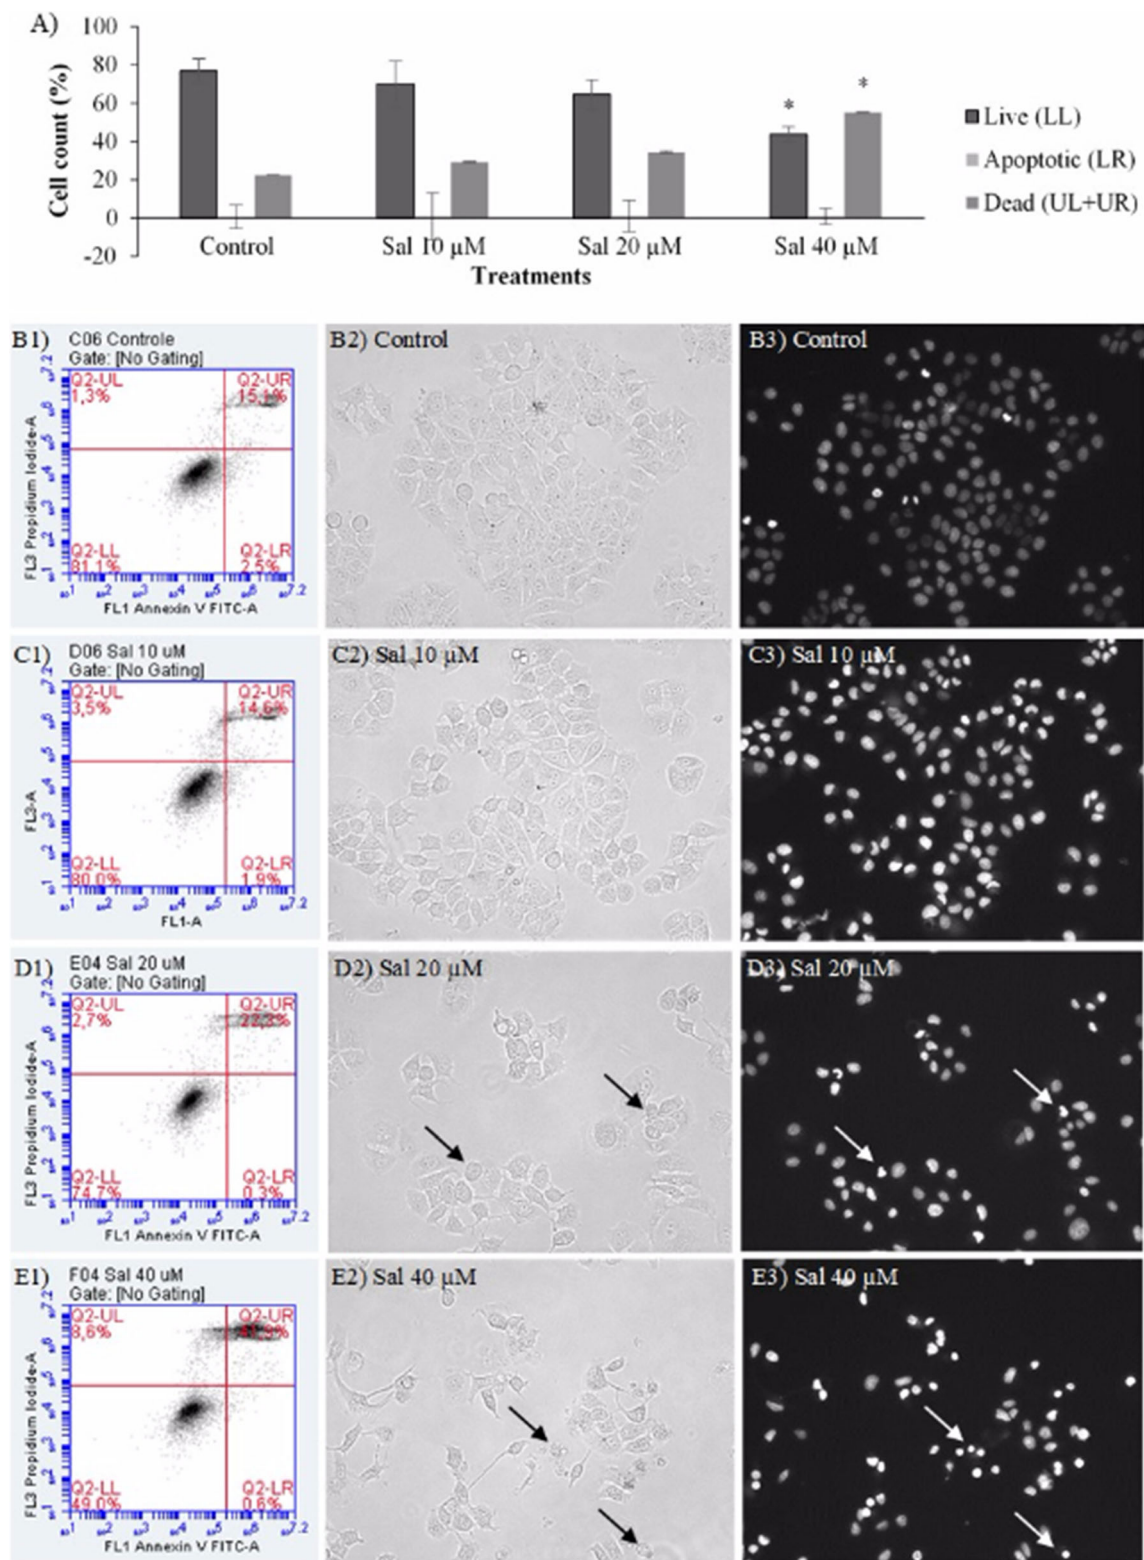 A)
100
80
60
40
20
0
-20
Cell count (%)
* *
Live (LL)
Apoptotic (LR)
Dead (UL+UR)
Control Sal 10 µM Sal 20 µM Sal 40 µM
Treatments
B1) C06 Controle
Gate: [No Gating]
Q2-UL Q2-UR
1,3% 15,1%
Q2-LL Q2-LR
81,1% 2,5%
FL3 Propidium Iodide-A
FL1 Annexin V FITC-A
B2) Control
B3) Control
C1) D06 Sal 10 uM
Gate: [No Gating]
Q2-UL Q2-UR
3,5% 14,6%
Q2-LL Q2-LR
80,0% 1,9%
FL3-A
FL1-A
C2) Sal 10 µM
C3) Sal 10 µM
D1) E04 Sal 20 uM
Gate: [No Gating]
Q2-UL Q2-UR
2,7% 22,3%
Q2-LL Q2-LR
74,7% 0,3%
FL3 Propidium Iodide-A
FL1 Annexin V FITC-A
D2) Sal 20 µM
D3) Sal 20 µM
E1) F04 Sal 40 uM
Gate: [No Gating]
Q2-UL Q2-UR
8,6%
Q2-LL Q2-LR
49,0% 0,6%
FL3 Propidium Iodide-A
FL1 Annexin V FITC-A
E2) Sal 40 µM
E3) Sal 40 µM